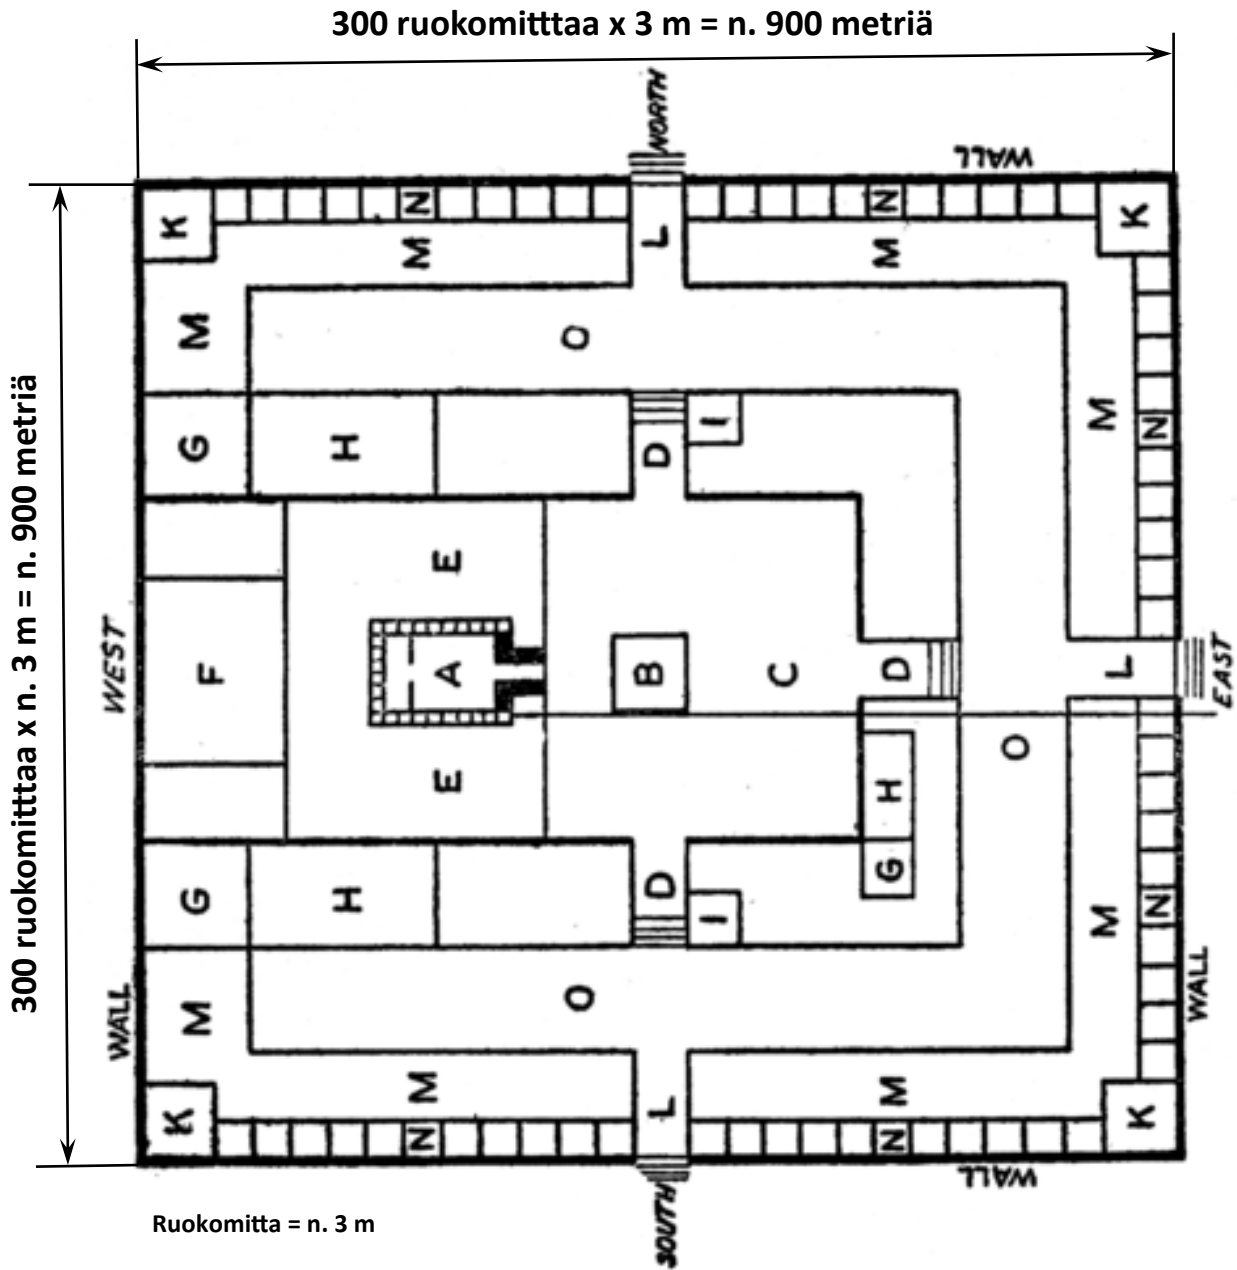 300 ruokomitttaa x 3 m = n. 900 metriä
NORTH
WALL
K N N K
M L M
M O
M
G H D I
N
E
WEST
300 ruokomitttaa x n. 3 m = n. 900 metriä
F A B C D L
EAST
E
O
H
G
G H D I
M N
WALL
WALL
M O
M L M
K N N K
WALL
SOUTH
Ruokomitta = n. 3 m